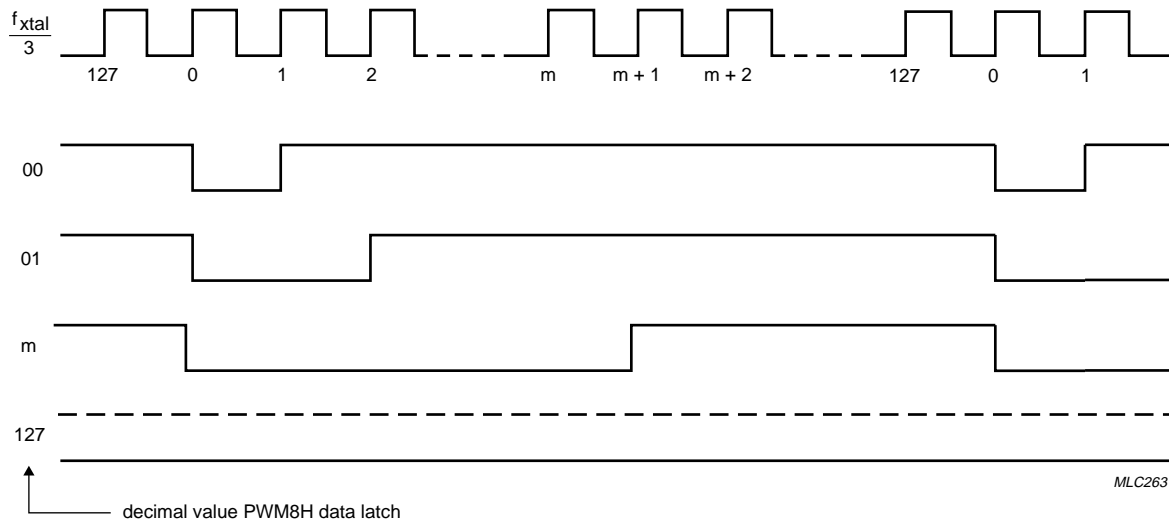 fxtal
3
127 0 1 2 m m + 1 m + 2 127 0 1
00
01
m
127
MLC263
decimal value PWM8H data latch